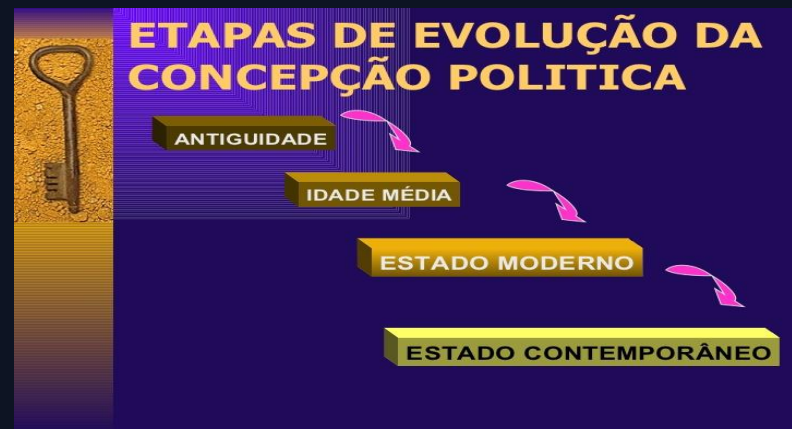 ETAPAS DE EVOLUÇÃO DA
CONCEPÇÃO POLITICA
ANTIGUIDADE
IDADE MÉDIA
ESTADO MODERNO
ESTADO CONTEMPORÂNEO